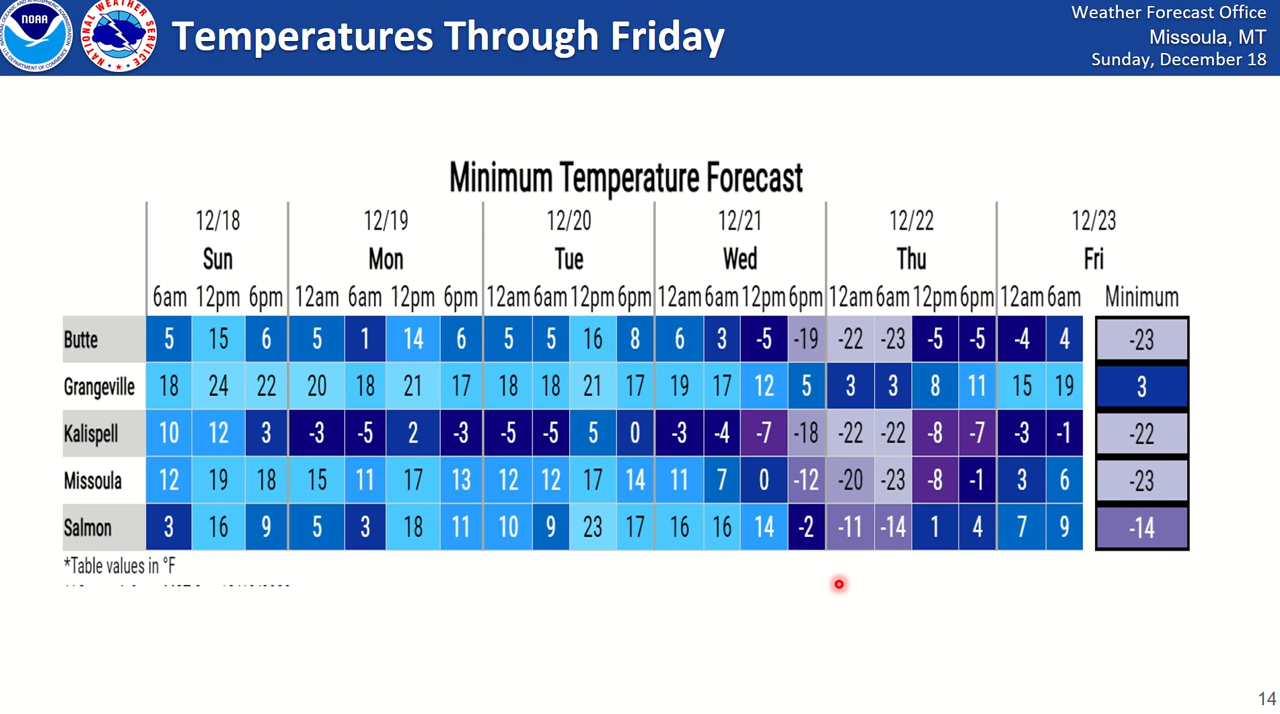 NOAA
NATIONAL WEATHER SERVICE
Temperatures Through Friday
Weather Forecast Office
Missoula, MT
Sunday, December 18
Minimum Temperature Forecast
12/18 12/19 12/20 12/21 12/22 12/23
Sun Mon Tue Wed Thu Fri
6am 12pm 6pm 12am 6am 12pm 6pm 12am 6am 12pm 6pm 12am 6am 12pm 6pm 12am 6am 12pm 6pm 12am 6am Minimum
Butte 5 15 6 5 1 14 6 5 5 16 8 6 3 -5 -19 -22 -23 -5 -5 -4 4 -23
Grangeville 18 24 22 20 18 21 17 18 18 21 17 19 17 12 5 3 3 8 11 15 19 3
Kalispell 10 12 3 -3 -5 2 -3 -5 -5 5 0 -3 -4 -7 -18 -22 -22 -8 -7 -3 -1 -22
Missoula 12 19 18 15 11 17 13 12 12 17 14 11 7 0 -12 -20 -23 -8 -1 3 6 -23
Salmon 3 16 9 5 3 18 11 10 9 23 17 16 16 14 -2 -11 -14 1 4 7 9 -14
*Table values in °F
14